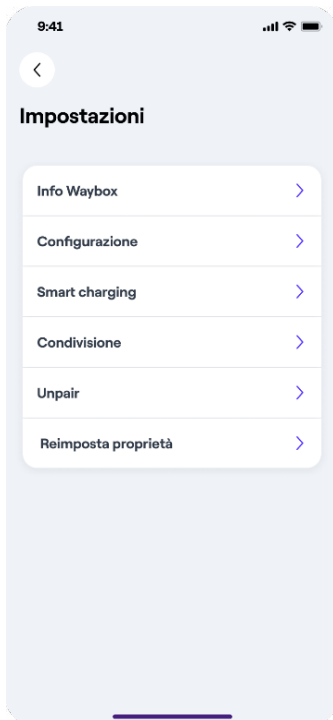 9:41
Impostazioni
Info Waybox
Configurazione
Smart charging
Condivisione
Unpair
Reimposta proprietà